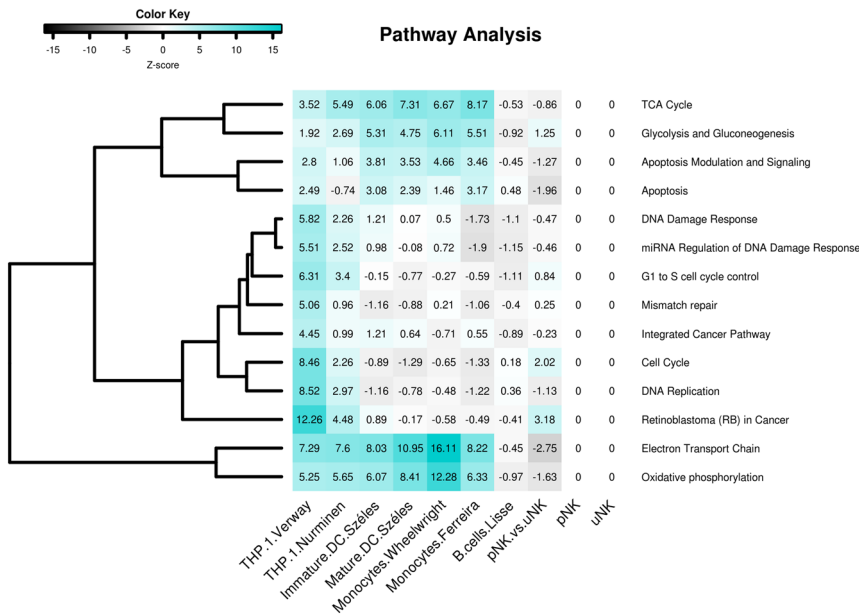 Color Key
-15 -10 -5 0 5 10 15
Z-score
Pathway Analysis
3.52 5.49 6.06 7.31 6.67 8.17 -0.53 -0.86 0 0 TCA Cycle
1.92 2.69 5.31 4.75 6.11 5.51 -0.92 1.25 0 0 Glycolysis and Gluconeogenesis
2.8 1.06 3.81 3.53 4.66 3.46 -0.45 -1.27 0 0 Apoptosis Modulation and Signaling
2.49 -0.74 3.08 2.39 1.46 3.17 0.48 -1.96 0 0 Apoptosis
5.82 2.26 1.21 0.07 0.5 -1.73 -1.1 -0.47 0 0 DNA Damage Response
5.51 2.52 0.98 -0.08 0.72 -1.9 -1.15 -0.46 0 0 miRNA Regulation of DNA Damage Response
6.31 3.4 -0.15 -0.77 -0.27 -0.59 -1.11 0.84 0 0 G1 to S cell cycle control
5.06 0.96 -1.16 -0.88 0.21 -1.06 -0.4 0.25 0 0 Mismatch repair
4.45 0.99 1.21 0.64 -0.71 0.55 -0.89 -0.23 0 0 Integrated Cancer Pathway
8.46 2.26 -0.89 -1.29 -0.65 -1.33 0.18 2.02 0 0 Cell Cycle
8.52 2.97 -1.16 -0.78 -0.48 -1.22 0.36 -1.13 0 0 DNA Replication
12.26 4.48 0.89 -0.17 -0.58 -0.49 -0.41 3.18 0 0 Retinoblastoma (RB) in Cancer
7.29 7.6 8.03 10.95 16.11 8.22 -0.45 -2.75 0 0 Electron Transport Chain
5.25 5.65 6.07 8.41 12.28 6.33 -0.97 -1.63 0 0 Oxidative phosphorylation
THP.1.Verway
THP.1.Nurminen
Immature.DC.Széles
Mature.DC.Széles
Monocytes.Wheelwright
Monocytes.Ferreira
B.cells.Lisse
pNK.vs.uNK
pNK
uNK